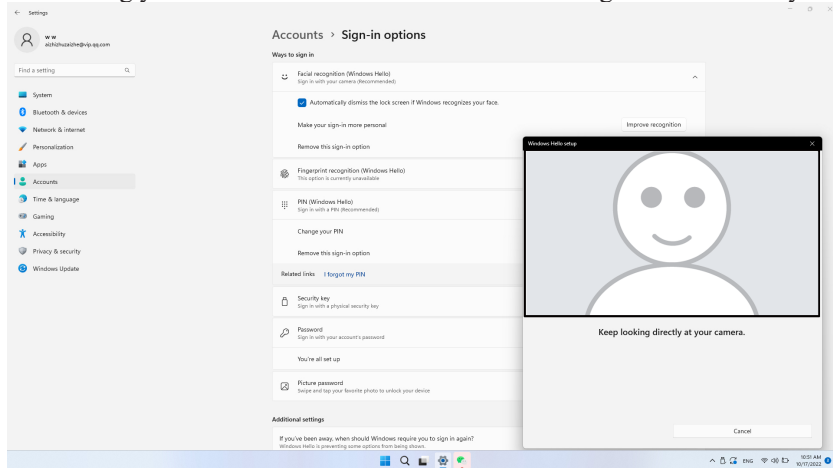 Settings
w w
aizhizhuzaizhe@vip.qq.com
Find a setting
System
Bluetooth & devices
Network & internet
Personalization
Apps
Accounts
Time & language
Gaming
Accessibility
Privacy & security
Windows Update
Accounts > Sign-in options
Ways to sign in
Facial recognition (Windows Hello)
Sign in with your camera (Recommended)
Automatically dismiss the lock screen if Windows recognizes your face.
Make your sign-in more personal
Improve recognition
Remove this sign-in option
Fingerprint recognition (Windows Hello)
This option is currently unavailable
PIN (Windows Hello)
Sign in with a PIN (Recommended)
Change your PIN
Remove this sign-in option
Related links I forgot my PIN
Security key
Sign in with a physical security key
Password
Sign in with your account's password
You're all set up
Picture password
Swipe and tap your favorite photo to unlock your device
Additional settings
If you've been away, when should Windows require you to sign in again?
Windows Hello is preventing some options from being shown.
Windows Hello setup
Keep looking directly at your camera.
Cancel
ENG
10:51 AM
10/17/2022